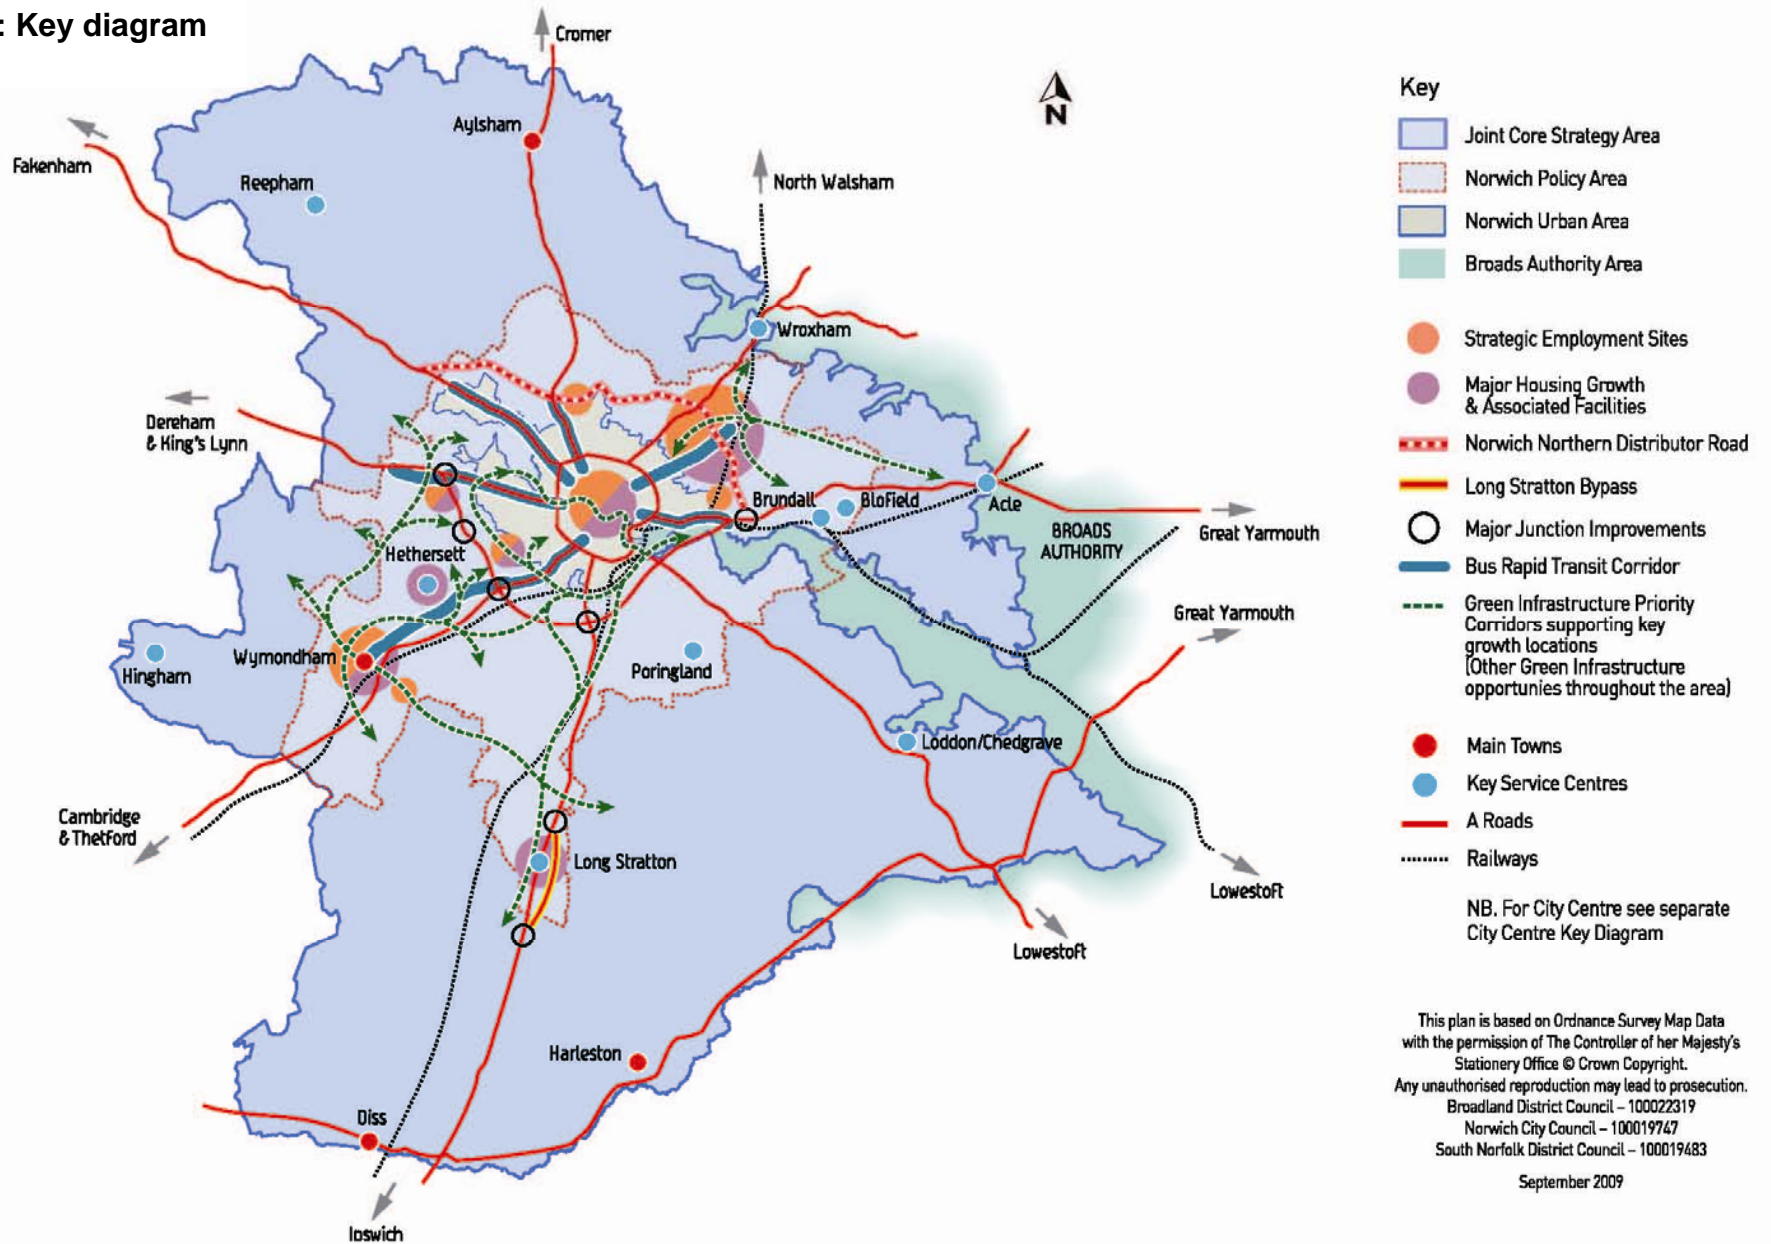 : Key diagram
Cromer
Aylsham
Fakenham
Reepham
North Walsham
N
Wroxham
Dereham
& King's Lynn
Brundall
Blofield
Acle
BROADS
AUTHORITY
Great Yarmouth
Hethersett
Great Yarmouth
Hingham
Wymondham
Poringland
Loddon/Chedgrave
Cambridge
& Thetford
Long Stratton
Lowestoft
Lowestoft
Harleston
Diss
Ipswich
Key
Joint Core Strategy Area
Norwich Policy Area
Norwich Urban Area
Broads Authority Area
Strategic Employment Sites
Major Housing Growth
& Associated Facilities
Norwich Northern Distributor Road
Long Stratton Bypass
Major Junction Improvements
Bus Rapid Transit Corridor
Green Infrastructure Priority
Corridors supporting key
growth locations
(Other Green Infrastructure
opportunies throughout the area)
Main Towns
Key Service Centres
A Roads
Railways
NB. For City Centre see separate
City Centre Key Diagram
This plan is based on Ordnance Survey Map Data
with the permission of The Controller of her Majesty's
Stationery Office © Crown Copyright.
Any unauthorised reproduction may lead to prosecution.
Broadland District Council – 100022319
Norwich City Council – 100019747
South Norfolk District Council – 100019483
September 2009